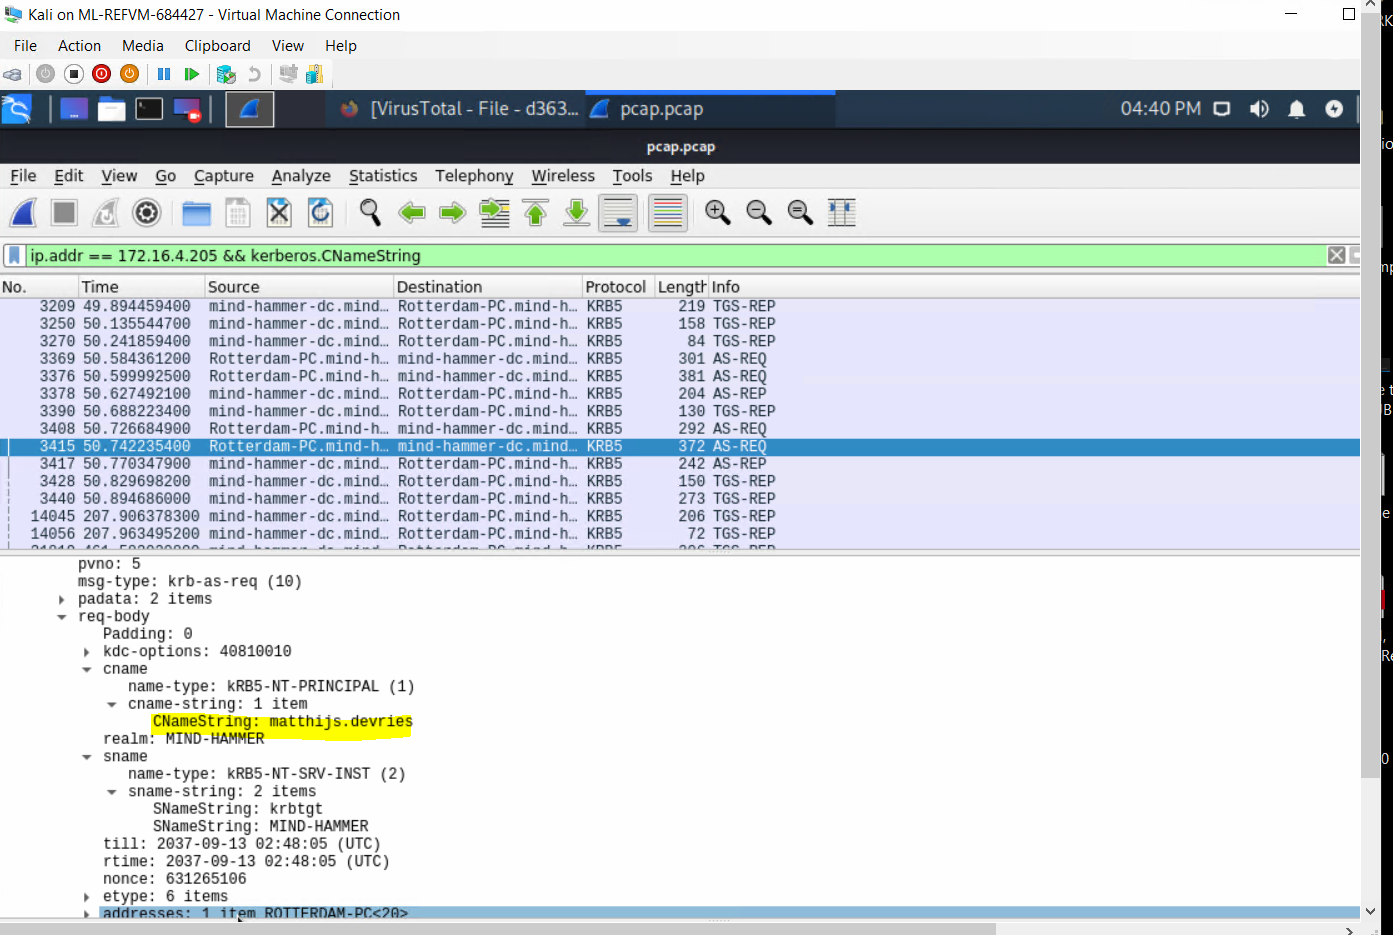 Kali on ML-REFVM-684427 - Virtual Machine Connection
File Action Media Clipboard View Help
[VirusTotal - File - d363... pcap.pcap 04:40 PM
pcap.pcap
File Edit View Go Capture Analyze Statistics Telephony Wireless Tools Help
ip.addr == 172.16.4.205 && kerberos.CNameString
No. Time Source Destination Protocol Length Info
3209 49.894459400 mind-hammer-dc.mind… Rotterdam-PC.mind-h… KRB5 219 TGS-REP
3250 50.135544700 mind-hammer-dc.mind… Rotterdam-PC.mind-h… KRB5 158 TGS-REP
3270 50.241859400 mind-hammer-dc.mind… Rotterdam-PC.mind-h… KRB5 84 TGS-REP
3369 50.584361200 Rotterdam-PC.mind-h… mind-hammer-dc.mind… KRB5 301 AS-REQ
3376 50.599992500 Rotterdam-PC.mind-h… mind-hammer-dc.mind… KRB5 381 AS-REQ
3378 50.627492100 mind-hammer-dc.mind… Rotterdam-PC.mind-h… KRB5 204 AS-REP
3390 50.688223400 mind-hammer-dc.mind… Rotterdam-PC.mind-h… KRB5 130 TGS-REP
3408 50.726684900 Rotterdam-PC.mind-h… mind-hammer-dc.mind… KRB5 292 AS-REQ
3415 50.742235400 Rotterdam-PC.mind-h… mind-hammer-dc.mind… KRB5 372 AS-REQ
3417 50.770347900 mind-hammer-dc.mind… Rotterdam-PC.mind-h… KRB5 242 AS-REP
3428 50.829698200 mind-hammer-dc.mind… Rotterdam-PC.mind-h… KRB5 150 TGS-REP
3440 50.894686000 mind-hammer-dc.mind… Rotterdam-PC.mind-h… KRB5 273 TGS-REP
14045 207.906378300 mind-hammer-dc.mind… Rotterdam-PC.mind-h… KRB5 206 TGS-REP
14056 207.963495200 mind-hammer-dc.mind… Rotterdam-PC.mind-h… KRB5 72 TGS-REP
pvno: 5
msg-type: krb-as-req (10)
padata: 2 items
req-body
Padding: 0
kdc-options: 40810010
cname
name-type: kRB5-NT-PRINCIPAL (1)
cname-string: 1 item
CNameString: matthijs.devries
realm: MIND-HAMMER
sname
name-type: kRB5-NT-SRV-INST (2)
sname-string: 2 items
SNameString: krbtgt
SNameString: MIND-HAMMER
till: 2037-09-13 02:48:05 (UTC)
rtime: 2037-09-13 02:48:05 (UTC)
nonce: 631265106
etype: 6 items
addresses: 1 item ROTTERDAM-PC<20>